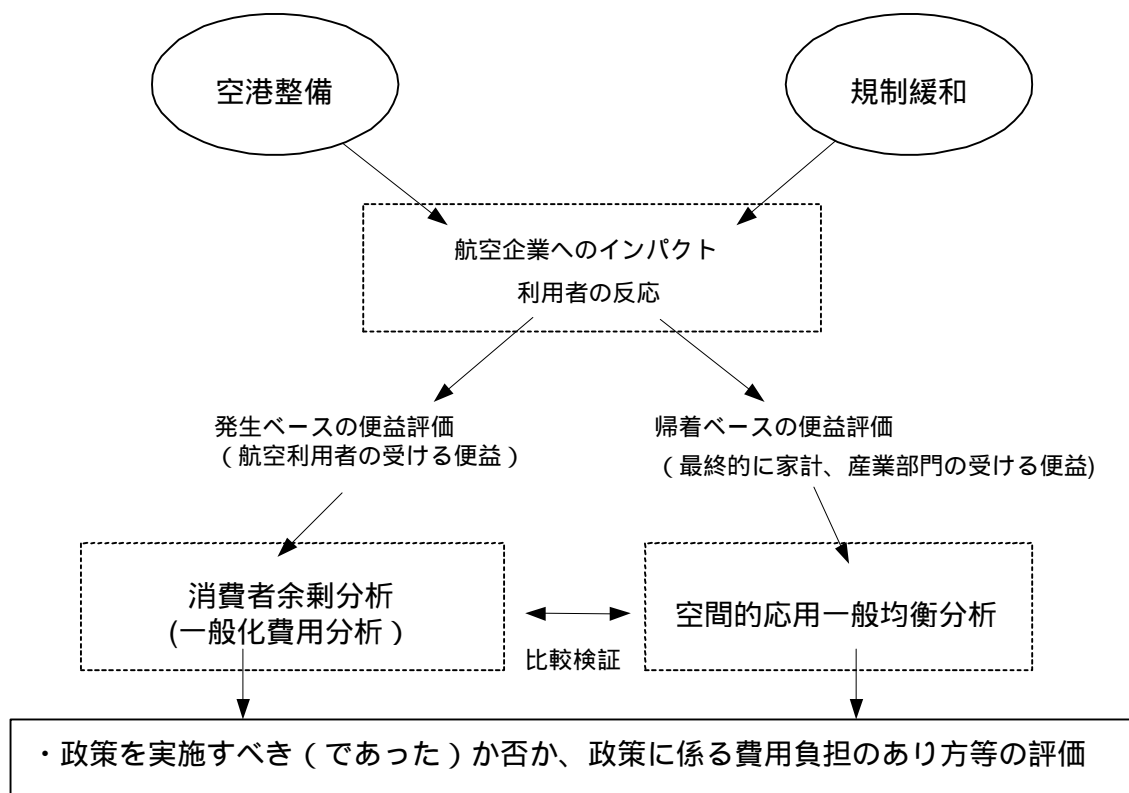 空港整備
規制緩和
航空企業へのインパクト
利用者の反応
発生ベースの便益評価
（航空利用者の受ける便益）
帰着ベースの便益評価
（最終的に家計、産業部門の受ける便益)
消費者余剰分析
(一般化費用分析）
空間的応用一般均衡分析
比較検証
・政策を実施すべき（であった）か否か、政策に係る費用負担のあり方等の評価